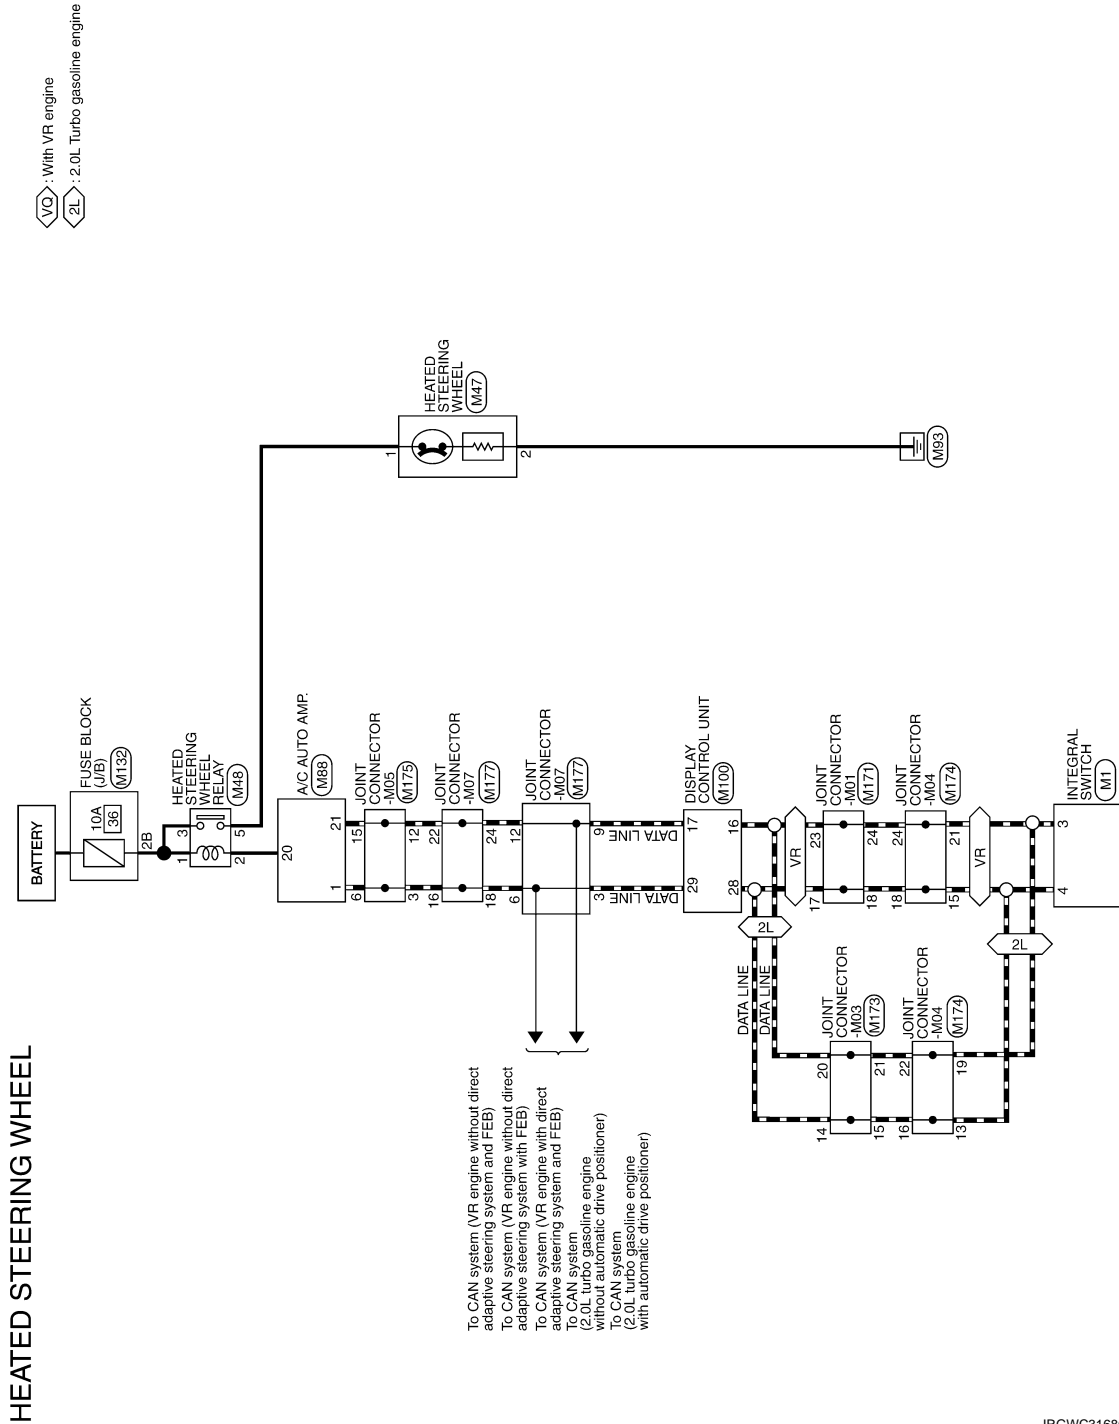 HEATED STEERING WHEEL
VQ : With VR engine
2L : 2.0L Turbo gasoline engine
BATTERY
FUSE BLOCK
(J/B)
M132
10A
36
2B
HEATED
STEERING
WHEEL
RELAY
M48
1
3
2
5
A/C AUTO AMP.
M88
20
1
21
6
15
JOINT
CONNECTOR
-M05
M175
3
12
16
22
JOINT
CONNECTOR
-M07
M177
18
24
6
12
JOINT
CONNECTOR
-M07
M177
3
9
DATA LINE
DATA LINE
29
17
DISPLAY
CONTROL UNIT
M100
28
16
2L
VR
DATA LINE
DATA LINE
17
23
JOINT
CONNECTOR
-M01
M171
18
24
18
24
JOINT
CONNECTOR
-M04
M174
15
21
VR
2L
14
20
JOINT
CONNECTOR
-M03
M173
15
21
16
22
JOINT
CONNECTOR
-M04
M174
13
19
4
3
INTEGRAL
SWITCH
M1
HEATED
STEERING
WHEEL
M47
1
2
M93
To CAN system (VR engine without direct
adaptive steering system and FEB)
To CAN system (VR engine without direct
adaptive steering system with FEB)
To CAN system (VR engine with direct
adaptive steering system and FEB)
To CAN system
(2.0L turbo gasoline engine
without automatic drive positioner)
To CAN system
(2.0L turbo gasoline engine
with automatic drive positioner)